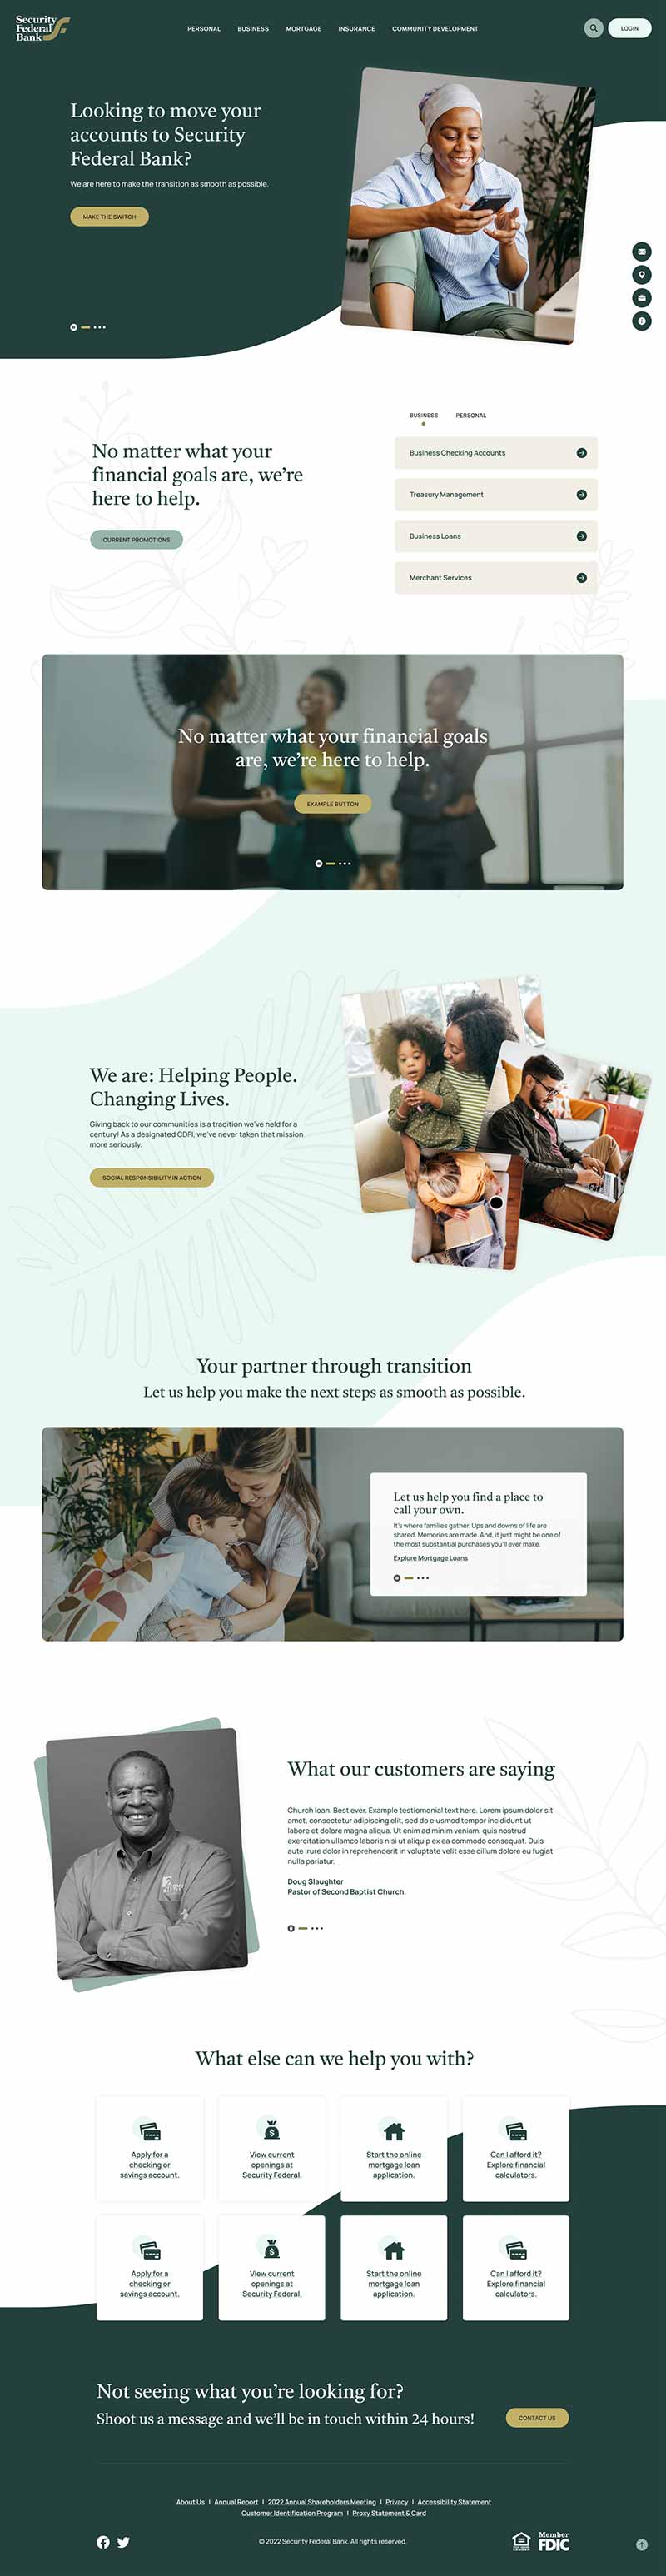 Security
Federal
Bank
PERSONAL
BUSINESS
MORTGAGE
INSURANCE
COMMUNITY DEVELOPMENT
LOGIN
Looking to move your
accounts to Security
Federal Bank?
We are here to make the transition as smooth as possible.
MAKE THE SWITCH
No matter what your
financial goals are, we're
here to help.
CURRENT PROMOTIONS
BUSINESS
PERSONAL
Business Checking Accounts
Treasury Management
Business Loans
Merchant Services
No matter what your financial goals
are, we're here to help.
EXAMPLE BUTTON
We are: Helping People.
Changing Lives.
Giving back to our communities is a tradition we've held for a
century! As a designated CDFI, we've never taken that mission
more seriously.
SOCIAL RESPONSIBILITY IN ACTION
Your partner through transition
Let us help you make the next steps as smooth as possible.
Let us help you find a place to
call your own.
It's where families gather. Ups and downs of life are
shared. Memories are made. And, it just might be one of
the most substantial purchases you'll ever make.
Explore Mortgage Loans
What our customers are saying
Church loan. Best ever. Example testimonial text here. Lorem ipsum dolor sit
amet, consectetur adipiscing elit, sed do eiusmod tempor incididunt ut
labore et dolore magna aliqua. Ut enim ad minim veniam, quis nostrud
exercitation ullamco laboris nisi ut aliquip ex ea commodo consequat. Duis
aute irure dolor in reprehenderit in voluptate velit esse cillum dolore eu fugiat
nulla pariatur.
Doug Slaughter
Pastor of Second Baptist Church.
What else can we help you with?
Apply for a
checking or
savings account.
View current
openings at
Security Federal.
Start the online
mortgage loan
application.
Can I afford it?
Explore financial
calculators.
Apply for a
checking or
savings account.
View current
openings at
Security Federal.
Start the online
mortgage loan
application.
Can I afford it?
Explore financial
calculators.
Not seeing what you're looking for?
Shoot us a message and we'll be in touch within 24 hours!
CONTACT US
About Us | Annual Report | 2022 Annual Shareholders Meeting | Privacy | Accessibility Statement
Customer Identification Program | Proxy Statement & Card
© 2022 Security Federal Bank. All rights reserved.
Member
FDIC